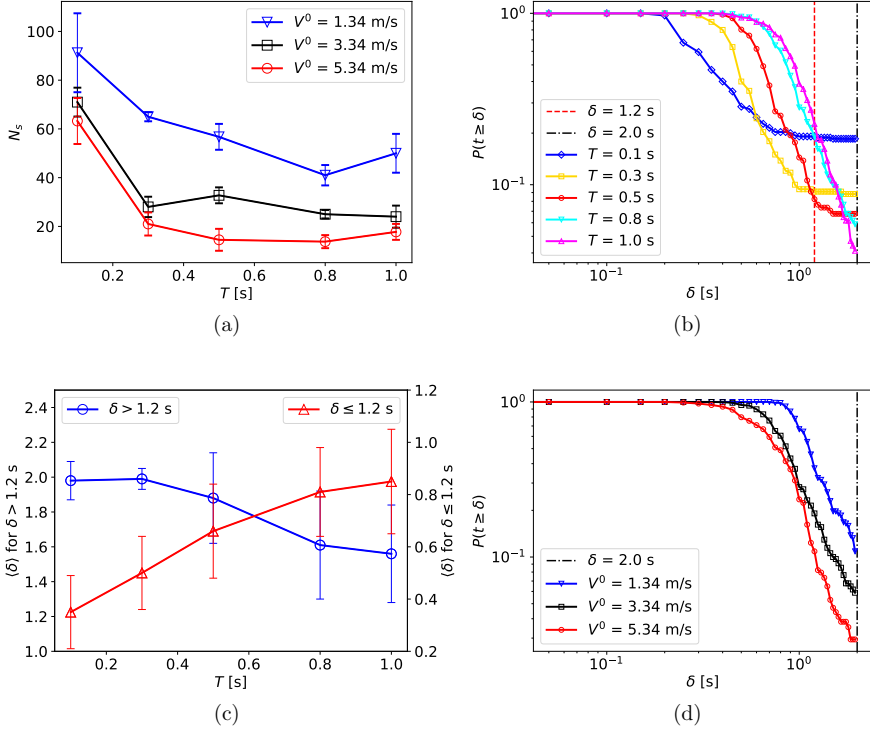 100
80
60
40
20
N_s
V⁰ = 1.34 m/s
V⁰ = 3.34 m/s
V⁰ = 5.34 m/s
0.2 0.4 0.6 0.8 1.0
T [s]
(a)
10⁰
10⁻¹
P(t ≥ δ)
δ = 1.2 s
δ = 2.0 s
T = 0.1 s
T = 0.3 s
T = 0.5 s
T = 0.8 s
T = 1.0 s
10⁻¹ 10⁰
δ [s]
(b)
2.4
2.2
2.0
1.8
1.6
1.4
1.2
1.0
⟨δ⟩ for δ > 1.2 s
δ > 1.2 s
δ ≤ 1.2 s
1.2
1.0
0.8
0.6
0.4
0.2
⟨δ⟩ for δ ≤ 1.2 s
0.2 0.4 0.6 0.8 1.0
T [s]
(c)
10⁰
10⁻¹
P(t ≥ δ)
δ = 2.0 s
V⁰ = 1.34 m/s
V⁰ = 3.34 m/s
V⁰ = 5.34 m/s
10⁻¹ 10⁰
δ [s]
(d)